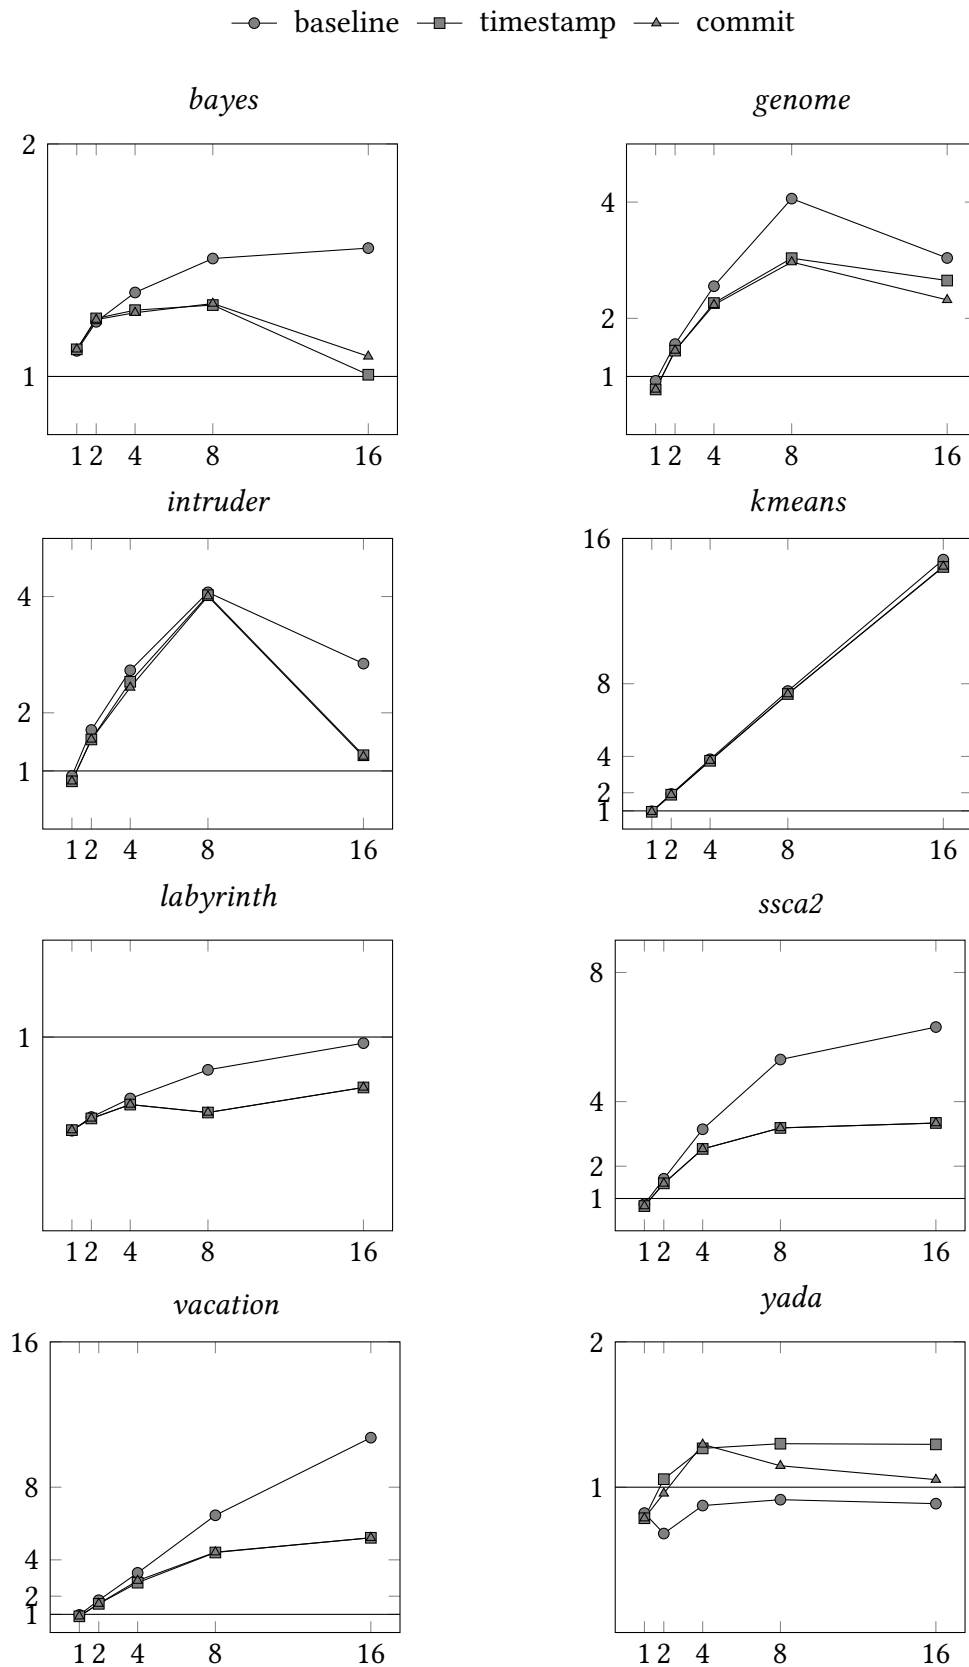 baseline timestamp commit
bayes genome
2
4
2
1 1
1 2 4 8 16 1 2 4 8 16
intruder kmeans
16
4
8
2
4
2
1 1
1 2 4 8 16 1 2 4 8 16
labyrinth ssca2
8
1
4
2
1
1 2 4 8 16 1 2 4 8 16
vacation yada
16 2
8 1
4
2
1
1 2 4 8 16 1 2 4 8 16